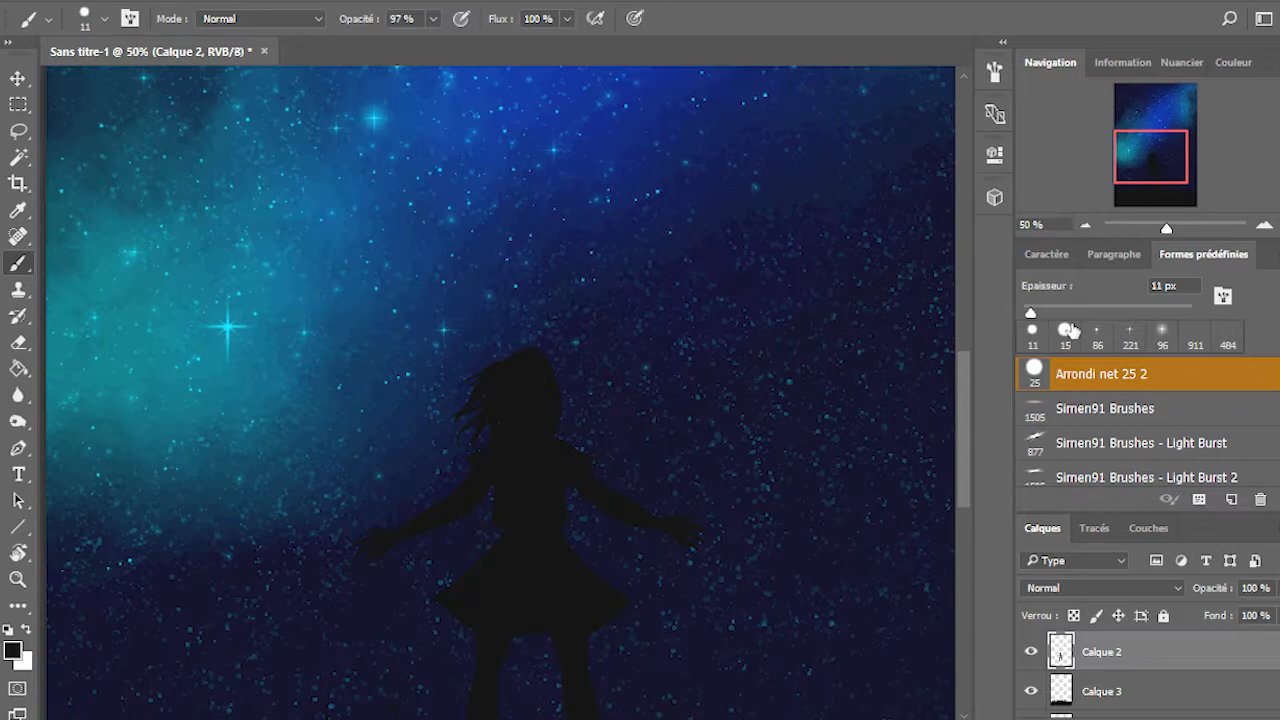 11 Mode : Normal Opacité : 97 % Flux : 100 %
Sans titre-1 @ 50% (Calque 2, RVB/8) *
Navigation Information Nuancier Couleur
50 %
Caractère Paragraphe Formes prédéfinies
Epaisseur : 11 px
11 15 86 221 96 911 484
25 Arrondi net 25 2
1505 Simen91 Brushes
877 Simen91 Brushes - Light Burst
Simen91 Brushes - Light Burst 2
Calques Tracés Couches
Type
Normal Opacité : 100 %
Verrou : Fond : 100 %
Calque 2
Calque 3